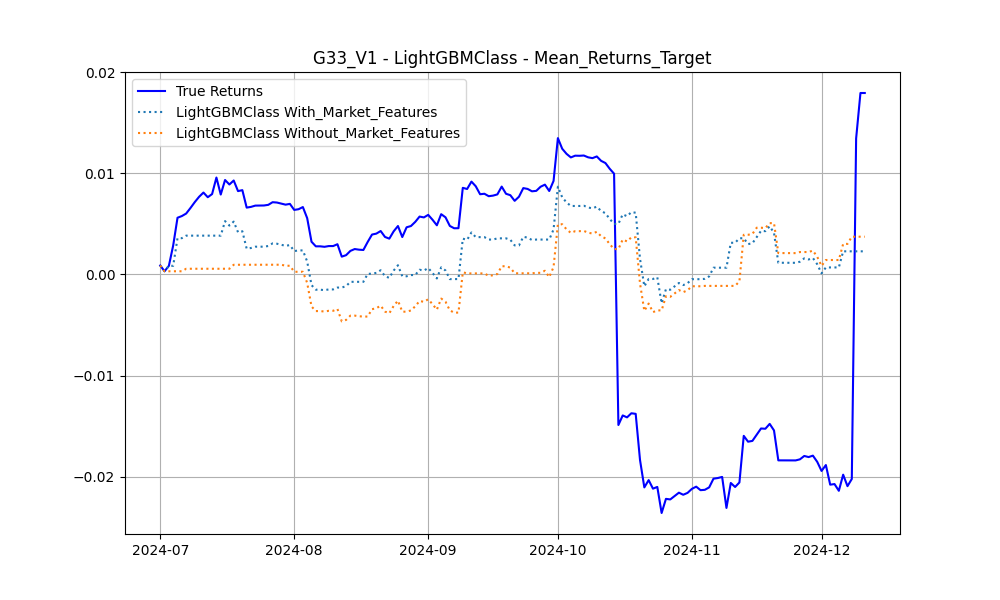 G33_V1 - LightGBMClass - Mean_Returns_Target
0.02
True Returns
LightGBMClass With_Market_Features
LightGBMClass Without_Market_Features
0.01
0.00
−0.01
−0.02
2024-07 2024-08 2024-09 2024-10 2024-11 2024-12